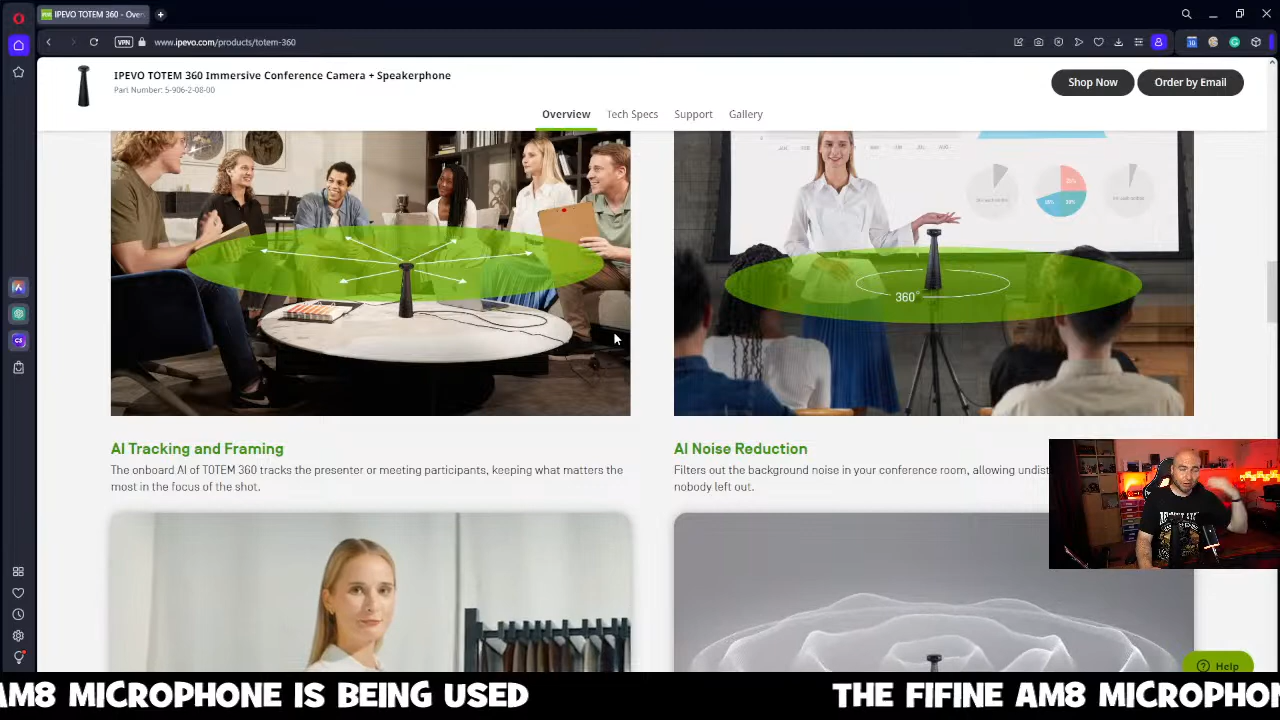 IPEVO TOTEM 360 - Over
VPN
www.ipevo.com/products/totem-360
IPEVO TOTEM 360 Immersive Conference Camera + Speakerphone
Part Number: 5-906-2-08-00
Shop Now
Order by Email
Overview
Tech Specs
Support
Gallery
360°
AI Tracking and Framing
The onboard AI of TOTEM 360 tracks the presenter or meeting participants, keeping what matters the
most in the focus of the shot.
AI Noise Reduction
Filters out the background noise in your conference room, allowing undist
nobody left out.
Help
AM8 MICROPHONE IS BEING USED
THE FIFINE AM8 MICROPHON